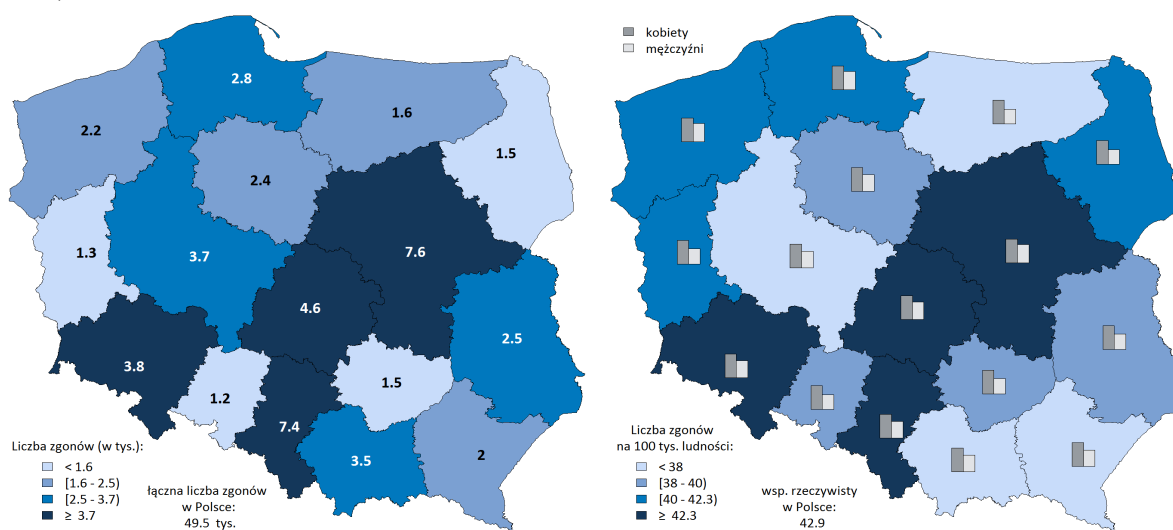 2.8
2.2
1.6
1.5
2.4
1.3
3.7
7.6
4.6
2.5
3.8
1.5
1.2
7.4
3.5
2
Liczba zgonów (w tys.):
< 1.6
[1.6 - 2.5)
[2.5 - 3.7)
≥ 3.7
łączna liczba zgonów
w Polsce:
49.5 tys.
kobiety
mężczyźni
Liczba zgonów
na 100 tys. ludności:
< 38
[38 - 40)
[40 - 42.3)
≥ 42.3
wsp. rzeczywisty
w Polsce:
42.9